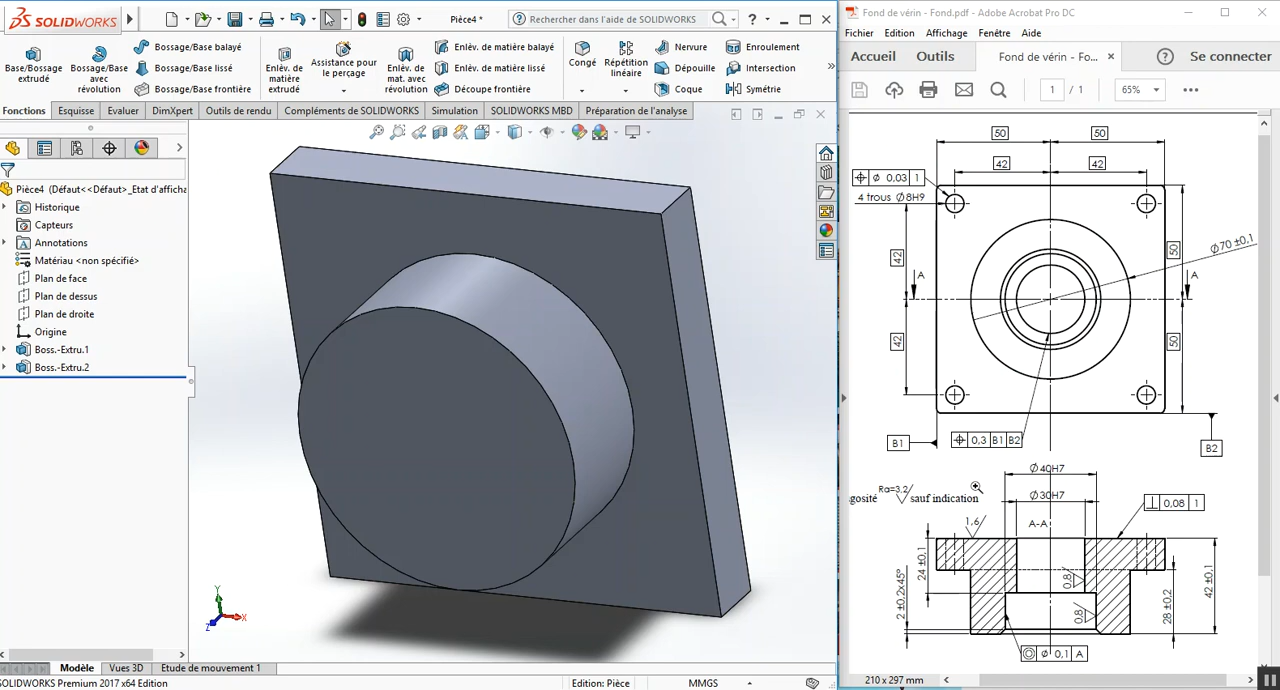 SOLIDWORKS
Pièce4 *
Rechercher dans l'aide de SOLIDWORKS
Base/Bossage extrudé
Bossage/Base avec révolution
Bossage/Base balayé
Bossage/Base lissé
Bossage/Base frontière
Enlèv. de matière extrudé
Assistance pour le perçage
Enlèv. de mat. avec révolution
Enlèv. de matière balayé
Enlèv. de matière lissé
Découpe frontière
Congé
Répétition linéaire
Nervure
Dépouille
Coque
Enroulement
Intersection
Symétrie
Fonctions
Esquisse
Evaluer
DimXpert
Outils de rendu
Compléments de SOLIDWORKS
Simulation
SOLIDWORKS MBD
Préparation de l'analyse
Pièce4 (Défaut<<Défaut>_Etat d'afficha
Historique
Capteurs
Annotations
Matériau <non spécifié>
Plan de face
Plan de dessus
Plan de droite
Origine
Boss.-Extru.1
Boss.-Extru.2
Y
X
Z
Modèle
Vues 3D
Etude de mouvement 1
SOLIDWORKS Premium 2017 x64 Edition
Edition: Pièce
MMGS
Fond de vérin - Fond.pdf - Adobe Acrobat Pro DC
Fichier
Edition
Affichage
Fenêtre
Aide
Accueil
Outils
Fond de vérin - Fo...
Se connecter
1 / 1
65%
50
50
42
42
⌖ ⌀ 0,03 1
4 trous ⌀8H9
⌀70 ±0,1
42
50
A
A
42
50
⌖ 0,3 B1 B2
B1
B2
⌀40H7
Ra=3.2
gosité sauf indication
⌀30H7
⊥ 0,08 1
A-A
1,6
24 ±0,1
2 ±0,2x45°
0,8
0,8
28 ±0,2
42 ±0,1
◎ ⌀ 0,1 A
210 x 297 mm